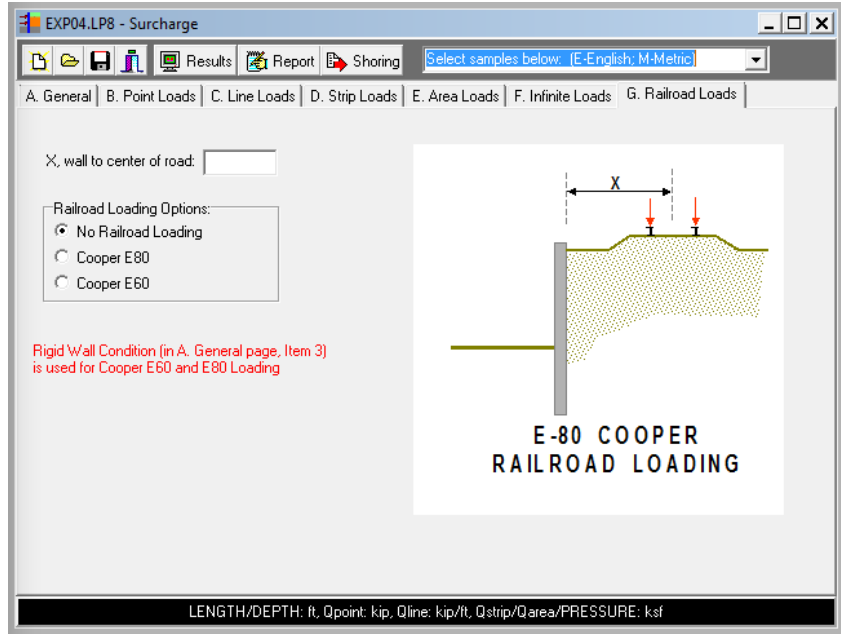 EXP04.LP8 - Surcharge
Results Report Shoring Select samples below: (E-English; M-Metric)
A. General B. Point Loads C. Line Loads D. Strip Loads E. Area Loads F. Infinite Loads G. Railroad Loads
X, wall to center of road:
Railroad Loading Options:
No Railroad Loading
Cooper E80
Cooper E60
Rigid Wall Condition (in A. General page, Item 3)
is used for Cooper E60 and E80 Loading
X
E-80 COOPER
RAILROAD LOADING
LENGTH/DEPTH: ft, Qpoint: kip, Qline: kip/ft, Qstrip/Qarea/PRESSURE: ksf